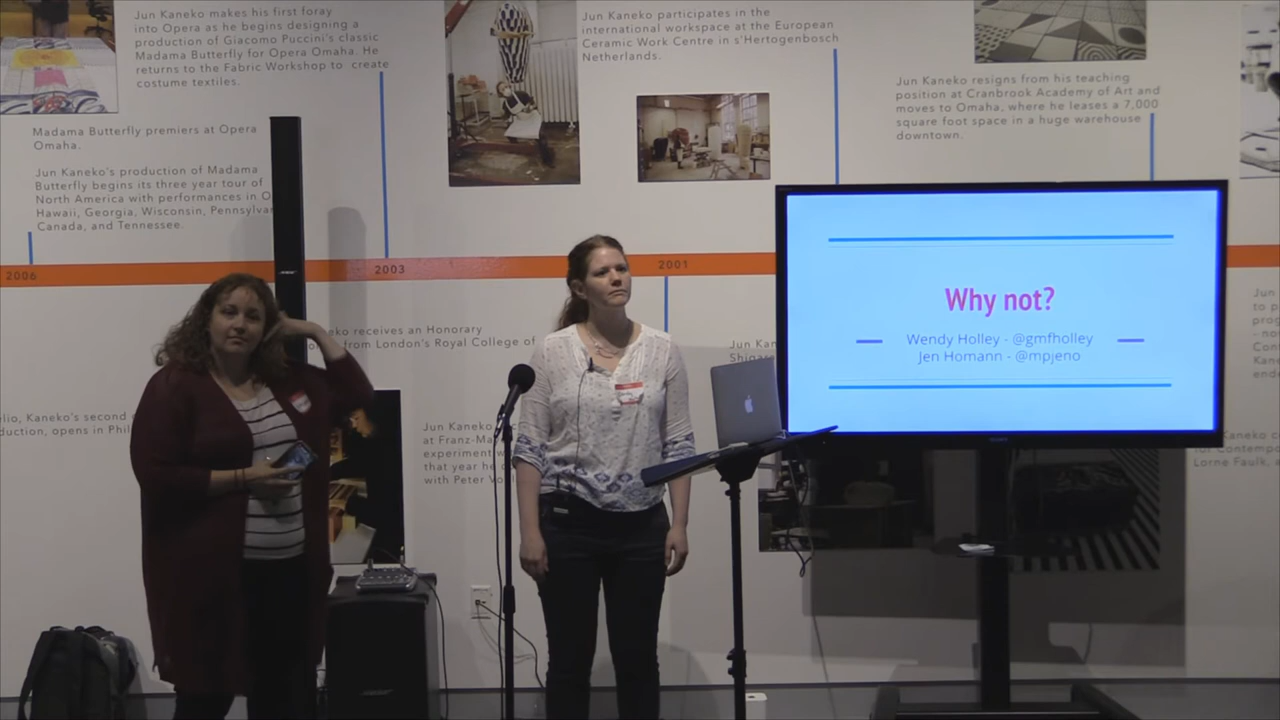 Jun Kaneko makes his first foray
into Opera as he begins designing a
production of Giacomo Puccini's classic
Madama Butterfly for Opera Omaha. He
returns to the Fabric Workshop to create
costume textiles.
Madama Butterfly premiers at Opera
Omaha.
Jun Kaneko's production of Madama
Butterfly begins its three year tour of
North America with performances in
Hawaii, Georgia, Wisconsin,
Canada, and Tennessee.
Jun Kaneko participates in the
international workspace at the European
Ceramic Work Centre in s'Hertogenbosch
Netherlands.
Jun Kaneko resigns from his teaching
position at Cranbrook Academy of Art and
moves to Omaha, where he leases a 7,000
square foot space in a huge warehouse
downtown.
2006
2003
2001
receives an Honorary
from London's Royal College of
Kaneko's second
opens in
Jun
at
experiment
that year he
with Peter
Jun
Why not?
Wendy Holley - @gmfholley
Jen Homann - @mpjeno
Jun
to
Lorne Faulk,